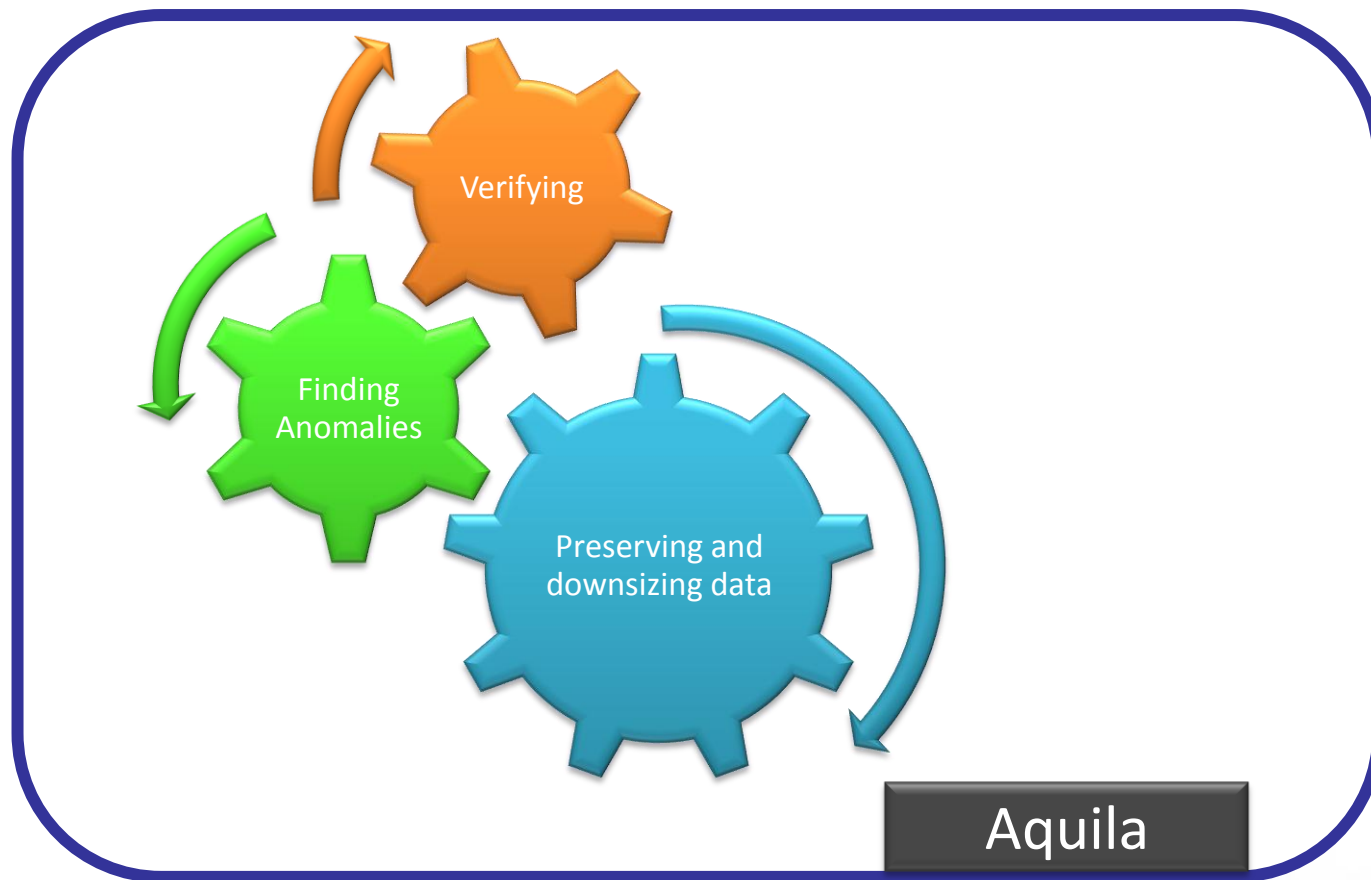 Verifying
Finding
Anomalies
Preserving and
downsizing data
Aquila